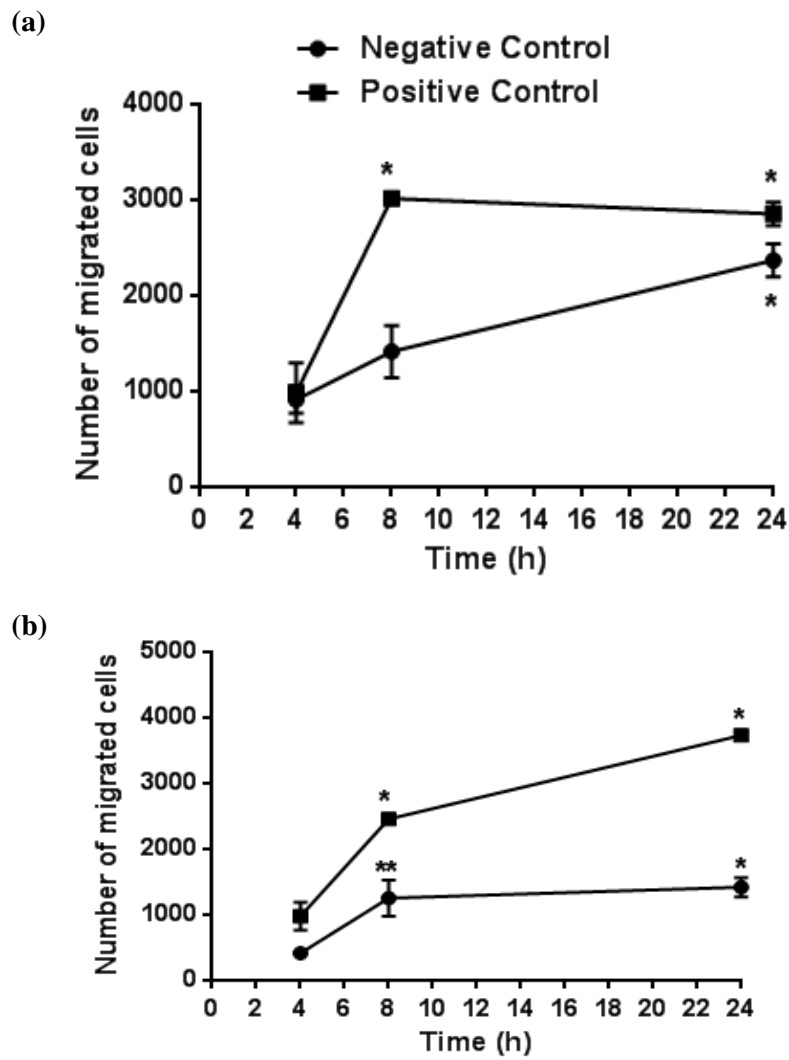 (a)
Negative Control
Positive Control
4000
3000
2000
1000
0
Number of migrated cells
*
*
*
0 2 4 6 8 10 12 14 16 18 20 22 24
Time (h)
(b)
5000
4000
3000
2000
1000
0
Number of migrated cells
*
*
**
*
0 2 4 6 8 10 12 14 16 18 20 22 24
Time (h)